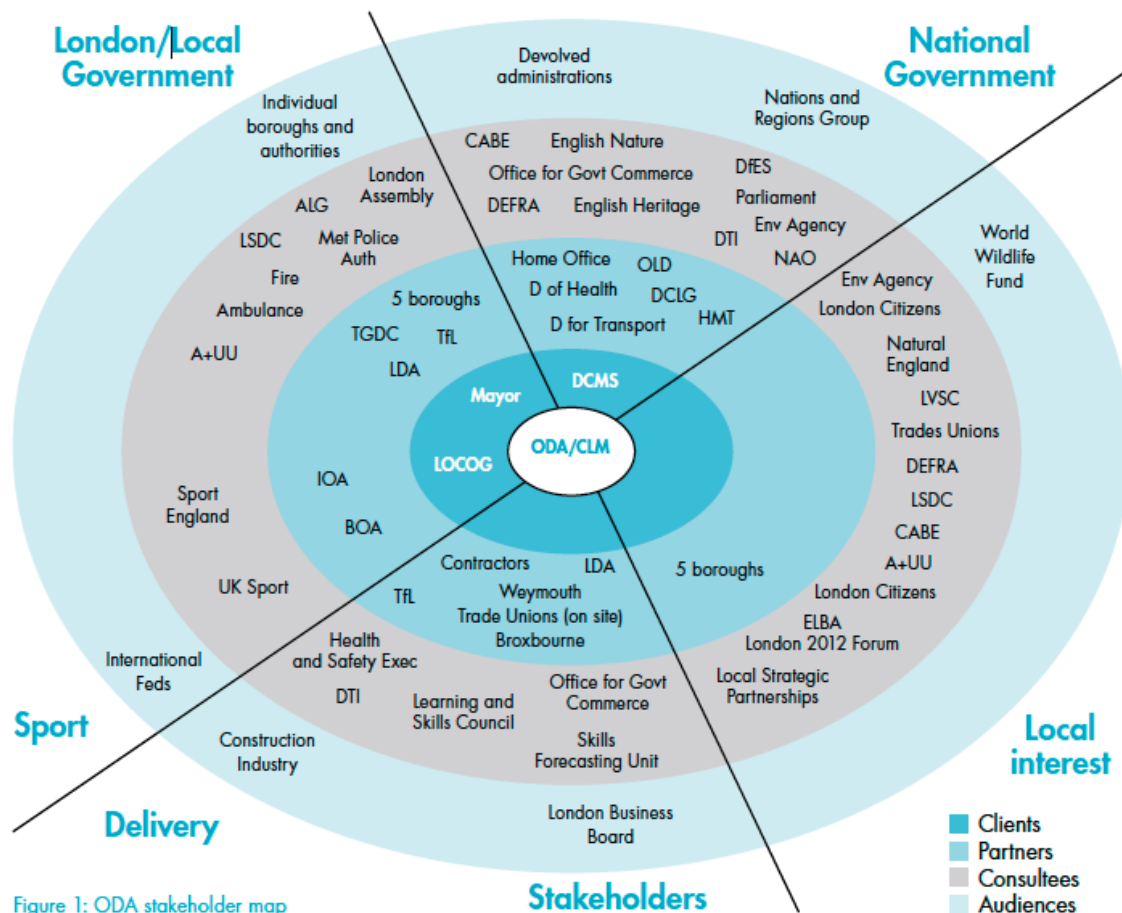 London/Local
Government
National
Government
Devolved
administrations
Nations and
Regions Group
Individual
boroughs and
authorities
CABE
English Nature
Office for Govt Commerce
DEFRA
English Heritage
DfES
Parliament
Env Agency
DTI
NAO
London
Assembly
ALG
LSDC
Met Police
Auth
Fire
Ambulance
A+UU
World
Wildlife
Fund
Home Office
OLD
D of Health
DCLG
D for Transport
HMT
5 boroughs
TGDC
TfL
LDA
Env Agency
London Citizens
Natural
England
LVSC
Trades Unions
DEFRA
LSDC
CABE
A+UU
London Citizens
ELBA
London 2012 Forum
Local Strategic
Partnerships
Mayor
DCMS
ODA/CLM
LOCOG
IOA
BOA
Sport
England
UK Sport
International
Feds
Sport
Contractors
LDA
5 boroughs
TfL
Weymouth
Trade Unions (on site)
Broxbourne
Health
and Safety Exec
DTI
Learning and
Skills Council
Office for Govt
Commerce
Skills
Forecasting Unit
Construction
Industry
London Business
Board
Delivery
Stakeholders
Local
interest
Clients
Partners
Consultees
Audiences
Figure 1: ODA stakeholder map